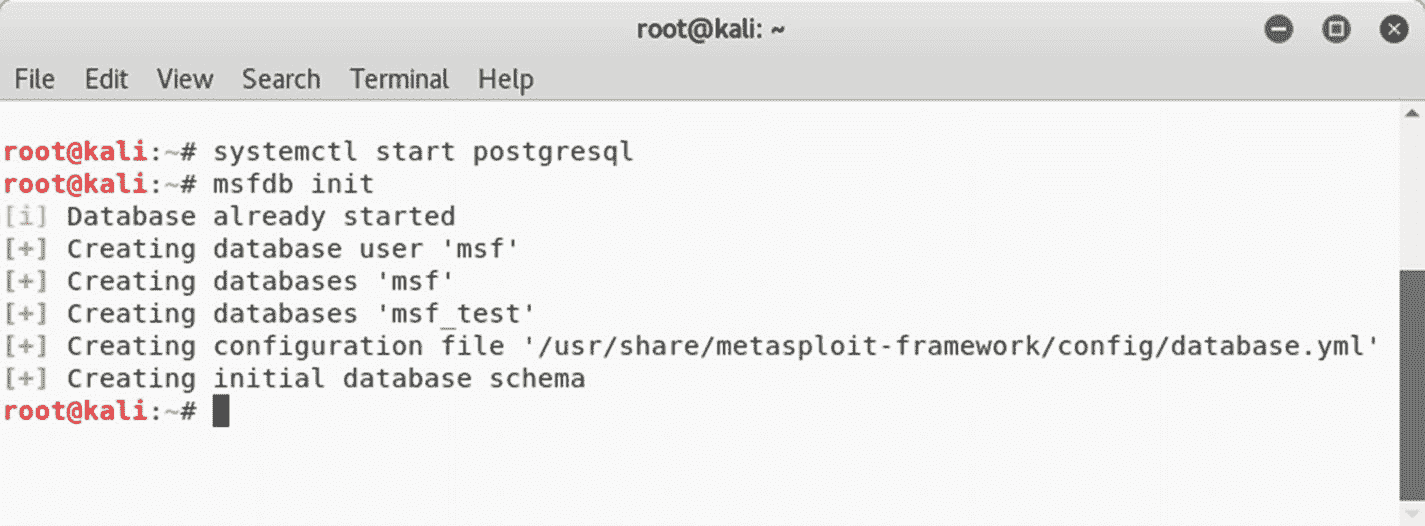 root@kali: ~
File Edit View Search Terminal Help
root@kali:~# systemctl start postgresql
root@kali:~# msfdb init
[i] Database already started
[+] Creating database user 'msf'
[+] Creating databases 'msf'
[+] Creating databases 'msf_test'
[+] Creating configuration file '/usr/share/metasploit-framework/config/database.yml'
[+] Creating initial database schema
root@kali:~#